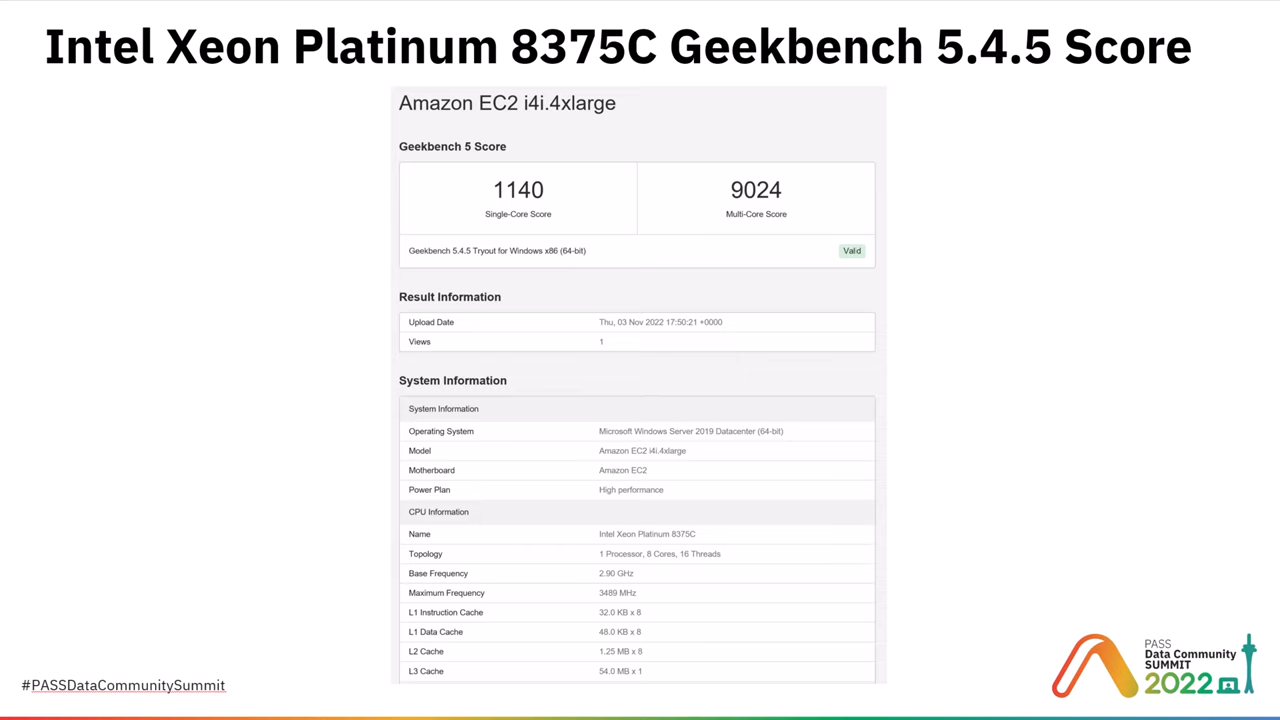 Intel Xeon Platinum 8375C Geekbench 5.4.5 Score
Amazon EC2 i4i.4xlarge
Geekbench 5 Score
1140 9024
Single-Core Score Multi-Core Score
Geekbench 5.4.5 Tryout for Windows x86 (64-bit) Valid
Result Information
Upload Date Thu, 03 Nov 2022 17:50:21 +0000
Views 1
System Information
System Information
Operating System Microsoft Windows Server 2019 Datacenter (64-bit)
Model Amazon EC2 i4i.4xlarge
Motherboard Amazon EC2
Power Plan High performance
CPU Information
Name Intel Xeon Platinum 8375C
Topology 1 Processor, 8 Cores, 16 Threads
Base Frequency 2.90 GHz
Maximum Frequency 3489 MHz
L1 Instruction Cache 32.0 KB x 8
L1 Data Cache 48.0 KB x 8
L2 Cache 1.25 MB x 8
L3 Cache 54.0 MB x 1
#PASSDataCommunitySummit
PASS
Data Community
SUMMIT
2022